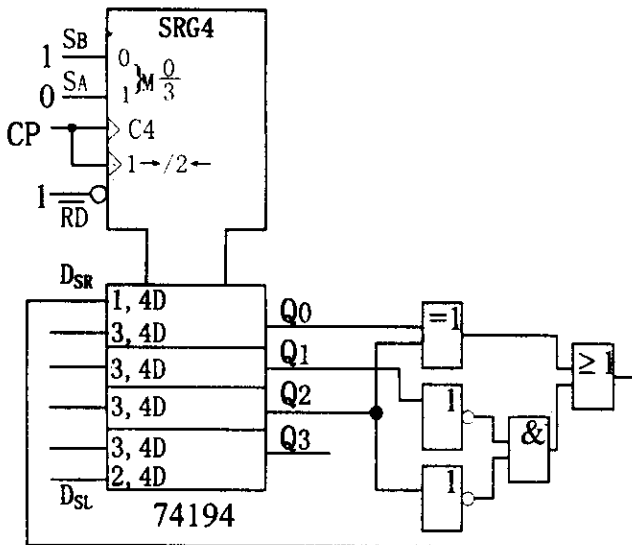 SRG4
1 SB 0
0 SA 1 } M 0/3
CP C4
1→/2←
1 R̅D̅
DSR
1, 4D Q0
3, 4D
3, 4D Q1
3, 4D Q2
3, 4D Q3
2, 4D
DSL
74194
=1
1
1
&
≥1